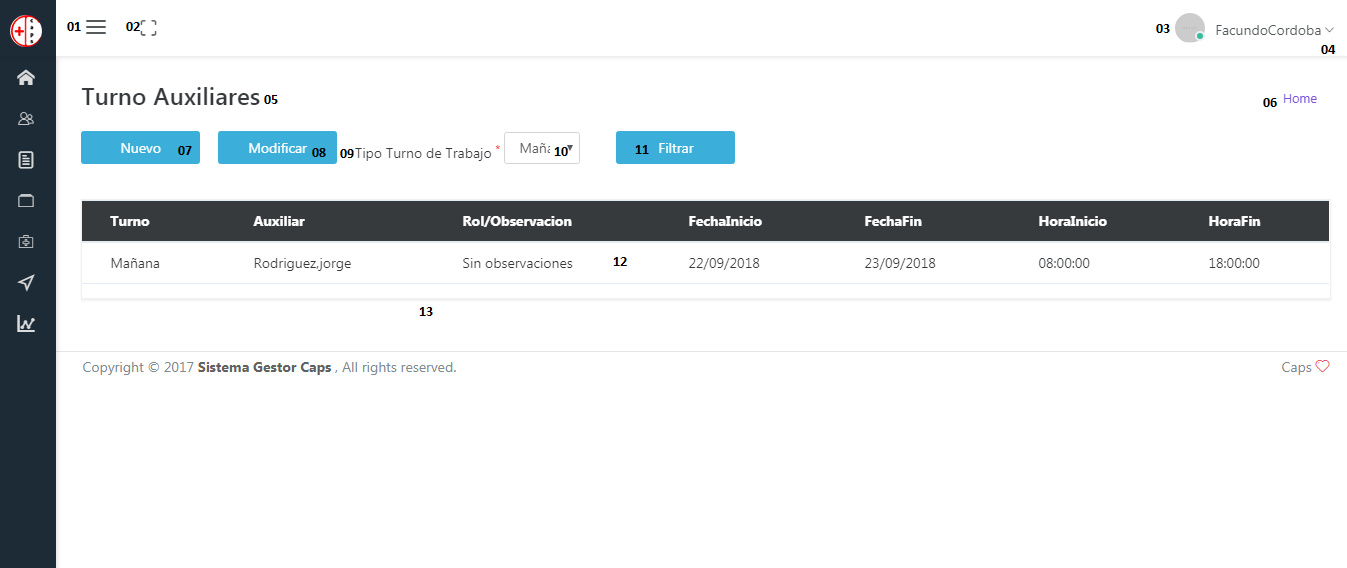 CAPS
01 02 03 FacundoCordoba
04
Turno Auxiliares 05 06 Home
Nuevo 07 Modificar 08 09 Tipo Turno de Trabajo * Maña 10 11 Filtrar
Turno Auxiliar Rol/Observacion FechaInicio FechaFin HoraInicio HoraFin
Mañana Rodriguez,jorge Sin observaciones 12 22/09/2018 23/09/2018 08:00:00 18:00:00
13
Copyright © 2017 Sistema Gestor Caps , All rights reserved. Caps